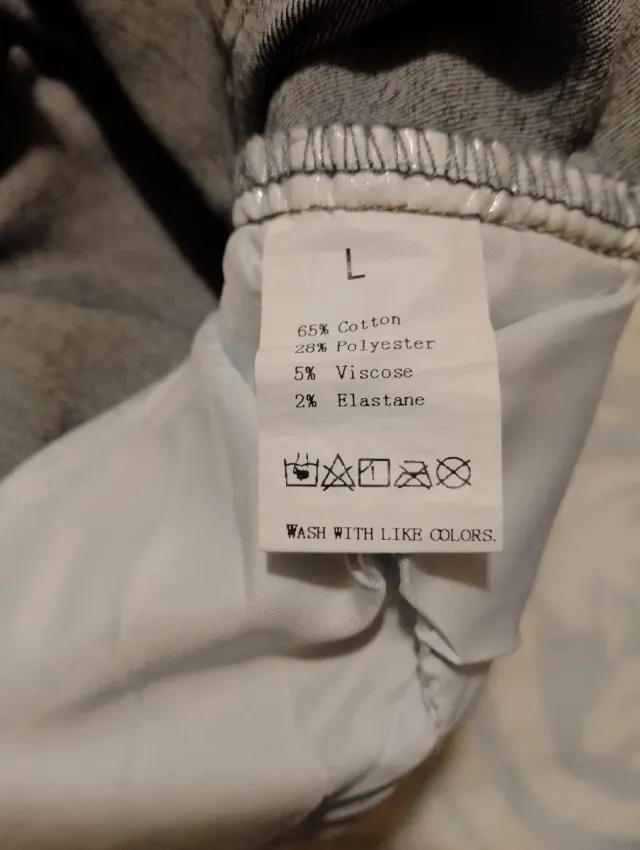 L
65% Cotton
28% Polyester
5% Viscose
2% Elastane
WASH WITH LIKE COLORS.